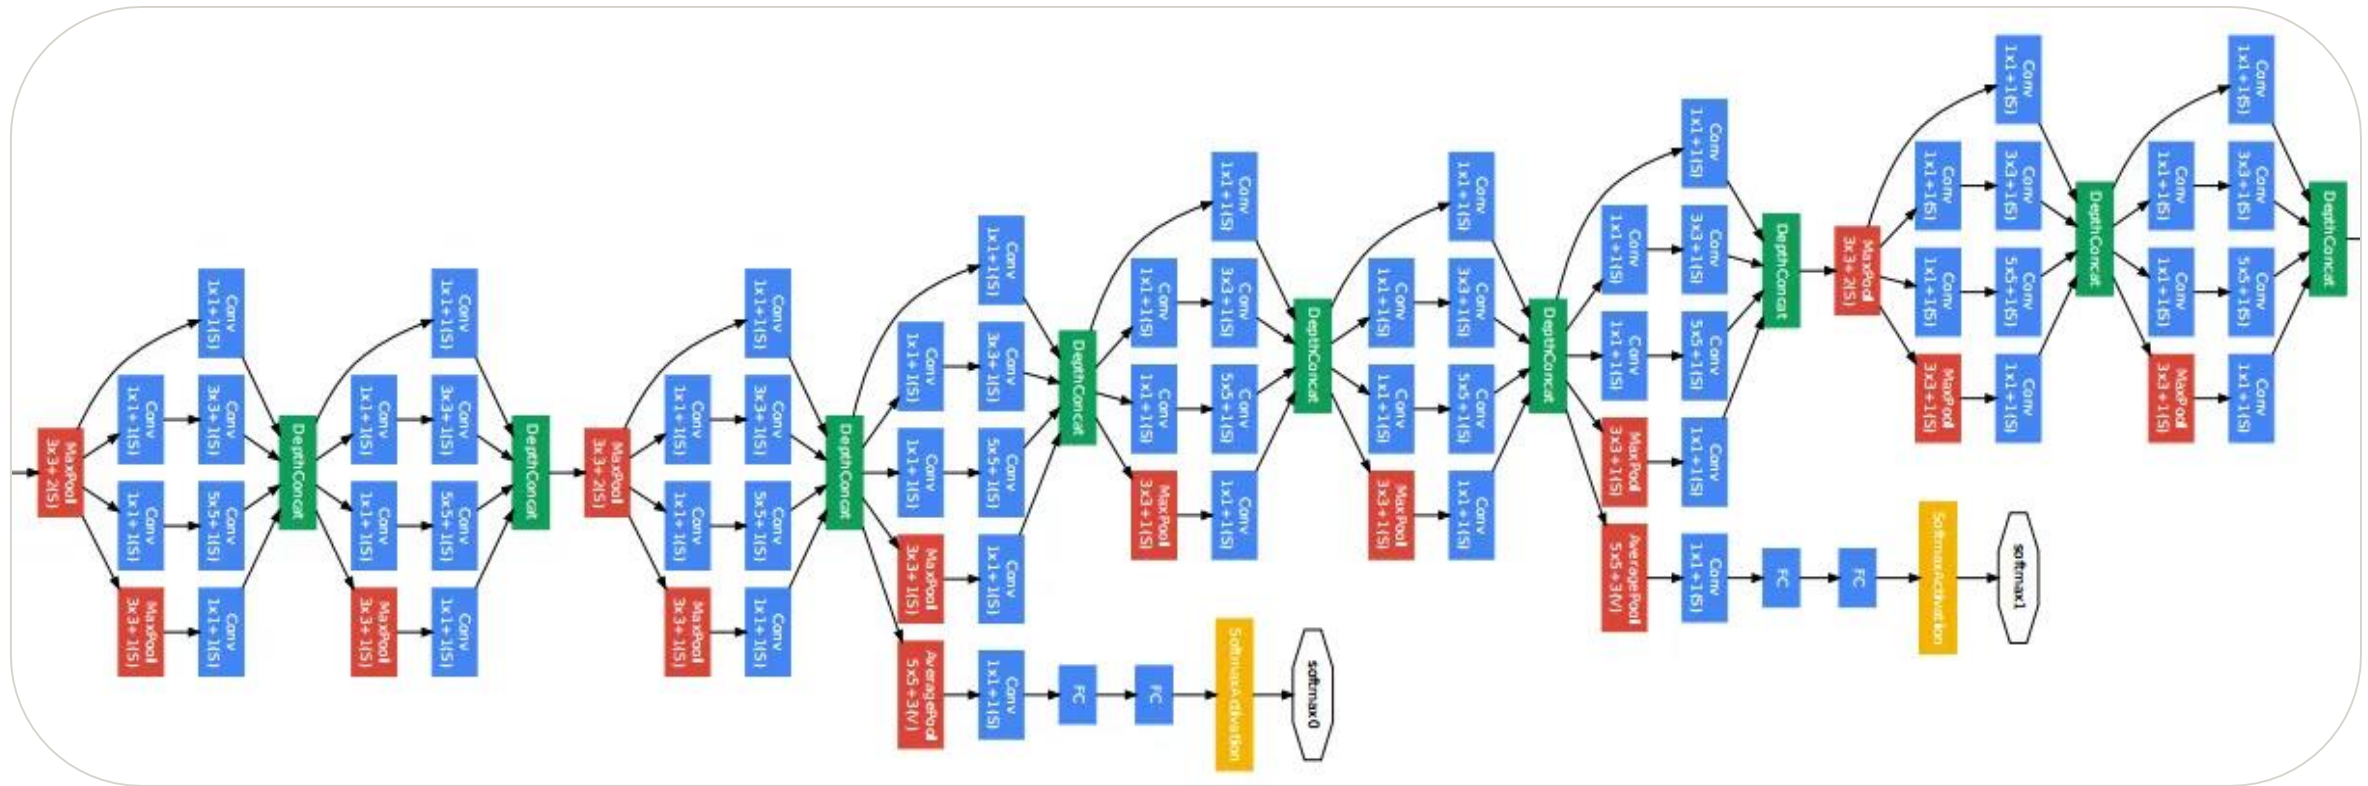 MaxPool
3x3+2(S)
Conv
1x1+1(S)
Conv
1x1+1(S)
MaxPool
3x3+1(S)
Conv
1x1+1(S)
Conv
3x3+1(S)
Conv
5x5+1(S)
Conv
1x1+1(S)
DepthConcat
Conv
1x1+1(S)
Conv
1x1+1(S)
MaxPool
3x3+1(S)
Conv
1x1+1(S)
Conv
3x3+1(S)
Conv
5x5+1(S)
Conv
1x1+1(S)
DepthConcat
MaxPool
3x3+2(S)
Conv
1x1+1(S)
Conv
1x1+1(S)
MaxPool
3x3+1(S)
Conv
1x1+1(S)
Conv
3x3+1(S)
Conv
5x5+1(S)
Conv
1x1+1(S)
DepthConcat
Conv
1x1+1(S)
Conv
1x1+1(S)
MaxPool
3x3+1(S)
AveragePool
5x5+3(V)
Conv
1x1+1(S)
Conv
3x3+1(S)
Conv
5x5+1(S)
Conv
1x1+1(S)
Conv
1x1+1(S)
DepthConcat
FC
Conv
1x1+1(S)
Conv
1x1+1(S)
MaxPool
3x3+1(S)
FC
Conv
1x1+1(S)
Conv
3x3+1(S)
Conv
5x5+1(S)
Conv
1x1+1(S)
SoftmaxActivation
DepthConcat
softmax0
Conv
1x1+1(S)
Conv
1x1+1(S)
MaxPool
3x3+1(S)
Conv
1x1+1(S)
Conv
3x3+1(S)
Conv
5x5+1(S)
Conv
1x1+1(S)
DepthConcat
Conv
1x1+1(S)
Conv
1x1+1(S)
MaxPool
3x3+1(S)
AveragePool
5x5+3(V)
Conv
1x1+1(S)
Conv
3x3+1(S)
Conv
5x5+1(S)
Conv
1x1+1(S)
Conv
1x1+1(S)
DepthConcat
FC
MaxPool
3x3+2(S)
FC
Conv
1x1+1(S)
Conv
1x1+1(S)
MaxPool
3x3+1(S)
SoftmaxActivation
Conv
1x1+1(S)
Conv
3x3+1(S)
Conv
5x5+1(S)
Conv
1x1+1(S)
softmax1
DepthConcat
Conv
1x1+1(S)
Conv
1x1+1(S)
MaxPool
3x3+1(S)
Conv
1x1+1(S)
Conv
3x3+1(S)
Conv
5x5+1(S)
Conv
1x1+1(S)
DepthConcat